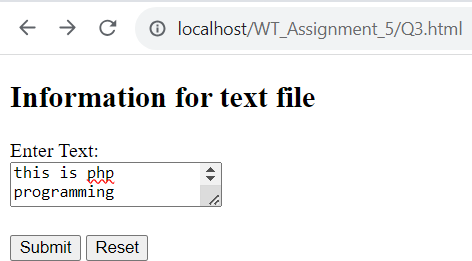 localhost/WT_Assignment_5/Q3.html
Information for text file
Enter Text:
this is php
programming
Submit Reset